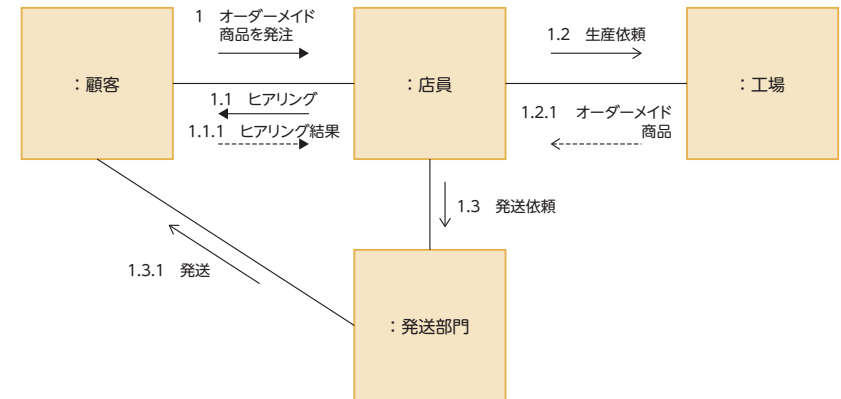 1　オーダーメイド
商品を発注
：顧客
1.1　ヒアリング
1.1.1　ヒアリング結果
：店員
1.2　生産依頼
1.2.1　オーダーメイド
商品
：工場
1.3　発送依頼
1.3.1　発送
：発送部門